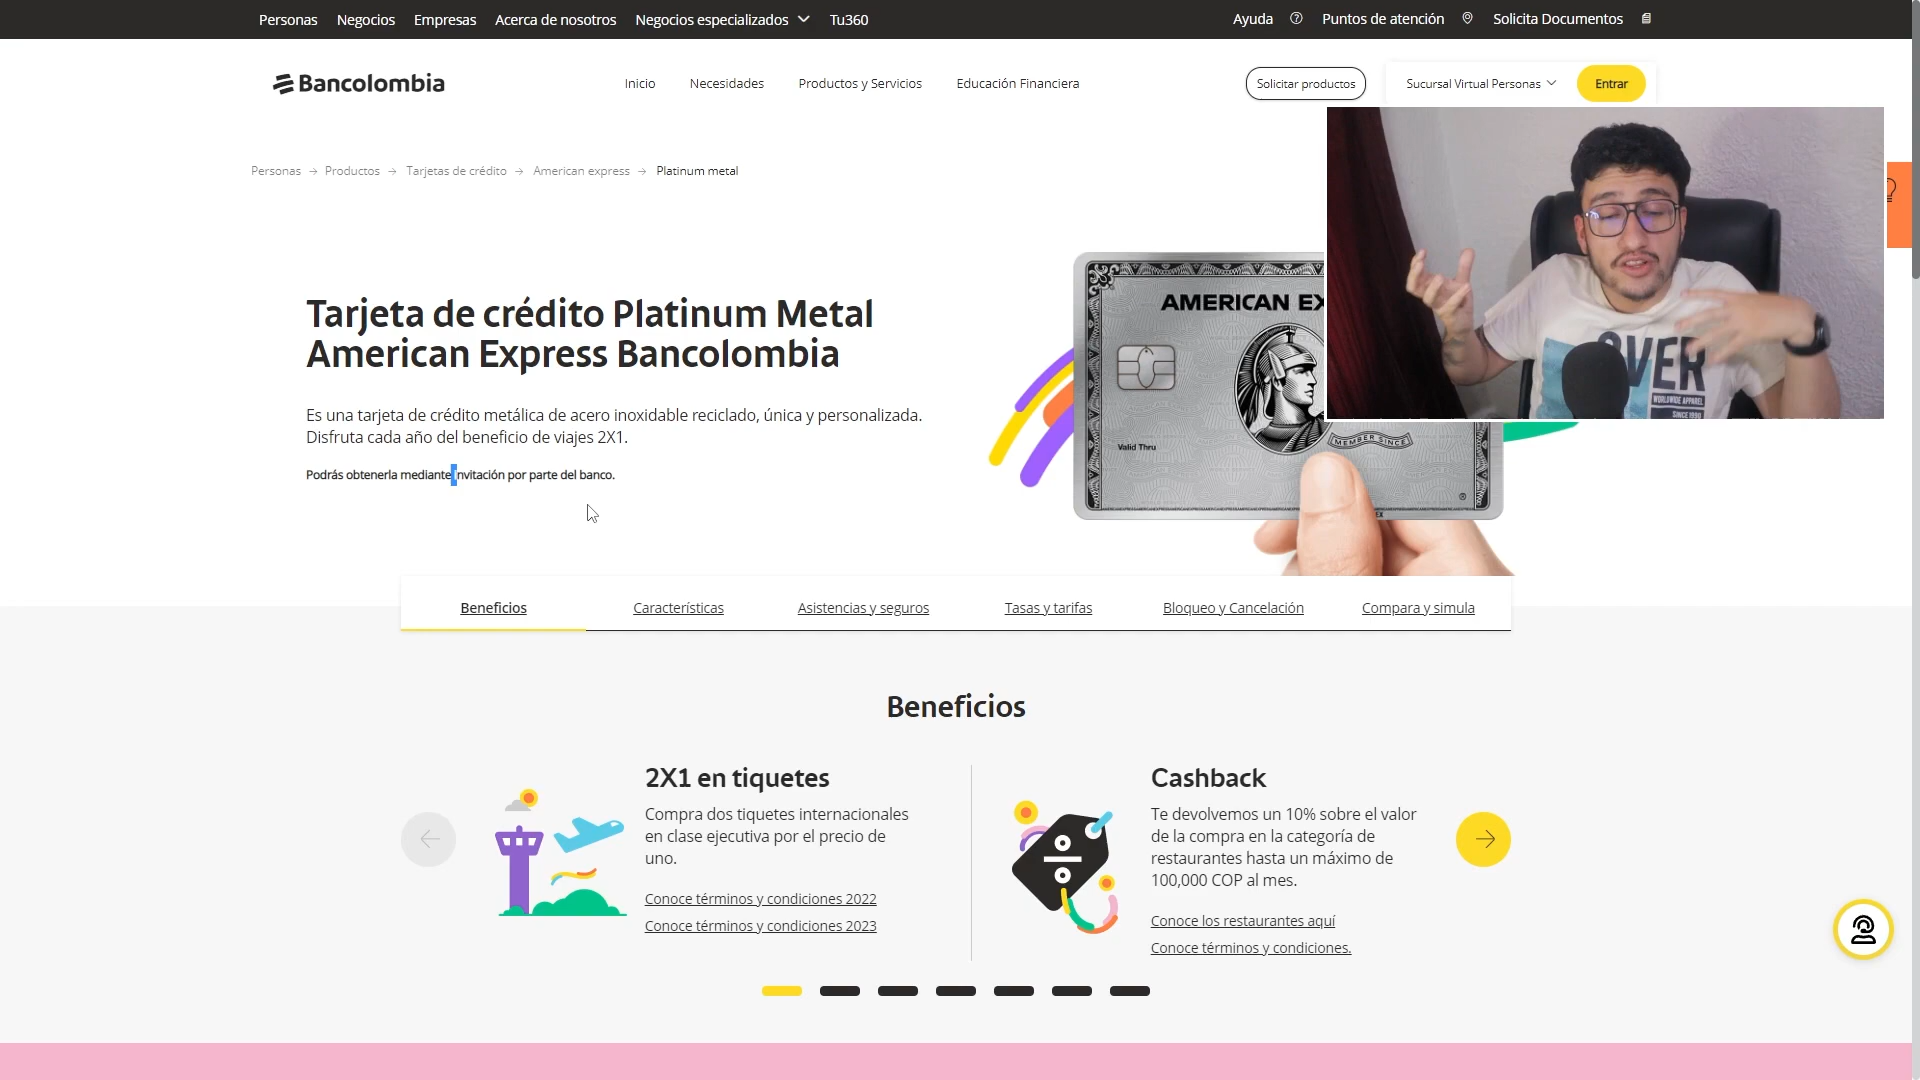 Personas Negocios Empresas Acerca de nosotros Negocios especializados Tu360
Ayuda Puntos de atención Solicita Documentos
Bancolombia
Inicio Necesidades Productos y Servicios Educación Financiera
Solicitar productos Sucursal Virtual Personas Entrar
Personas → Productos → Tarjetas de crédito → American express → Platinum metal
Tarjeta de crédito Platinum Metal
American Express Bancolombia
Es una tarjeta de crédito metálica de acero inoxidable reciclado, única y personalizada.
Disfruta cada año del beneficio de viajes 2X1.
Podrás obtenerla mediante invitación por parte del banco.
AMERICAN EX
Valid Thru
MEMBER SINCE
OVER
WORLDWIDE APPAREL
SINCE 1990
Beneficios Características Asistencias y seguros Tasas y tarifas Bloqueo y Cancelación Compara y simula
Beneficios
2X1 en tiquetes
Compra dos tiquetes internacionales
en clase ejecutiva por el precio de
uno.
Conoce términos y condiciones 2022
Conoce términos y condiciones 2023
Cashback
Te devolvemos un 10% sobre el valor
de la compra en la categoría de
restaurantes hasta un máximo de
100,000 COP al mes.
Conoce los restaurantes aquí
Conoce términos y condiciones.